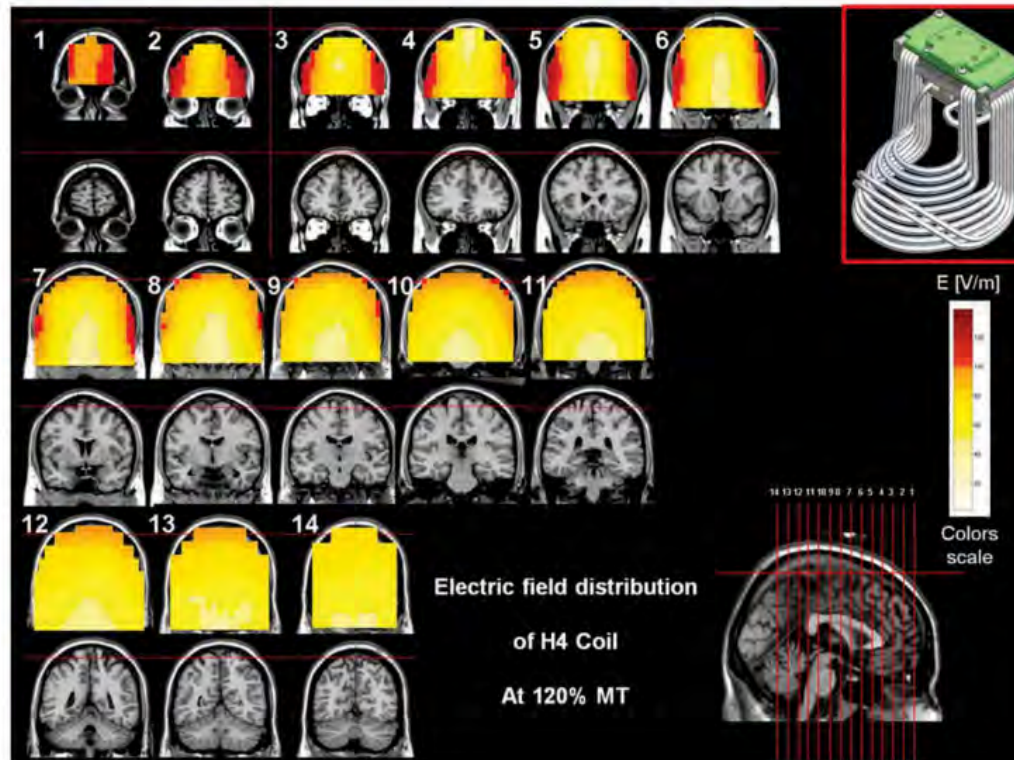 1 2 3 4 5 6
7 8 9 10 11
E [V/m]
14 13 12 11 10 9 8 7 6 5 4 3 2 1
Colors
scale
12 13 14
Electric field distribution
of H4 Coil
At 120% MT